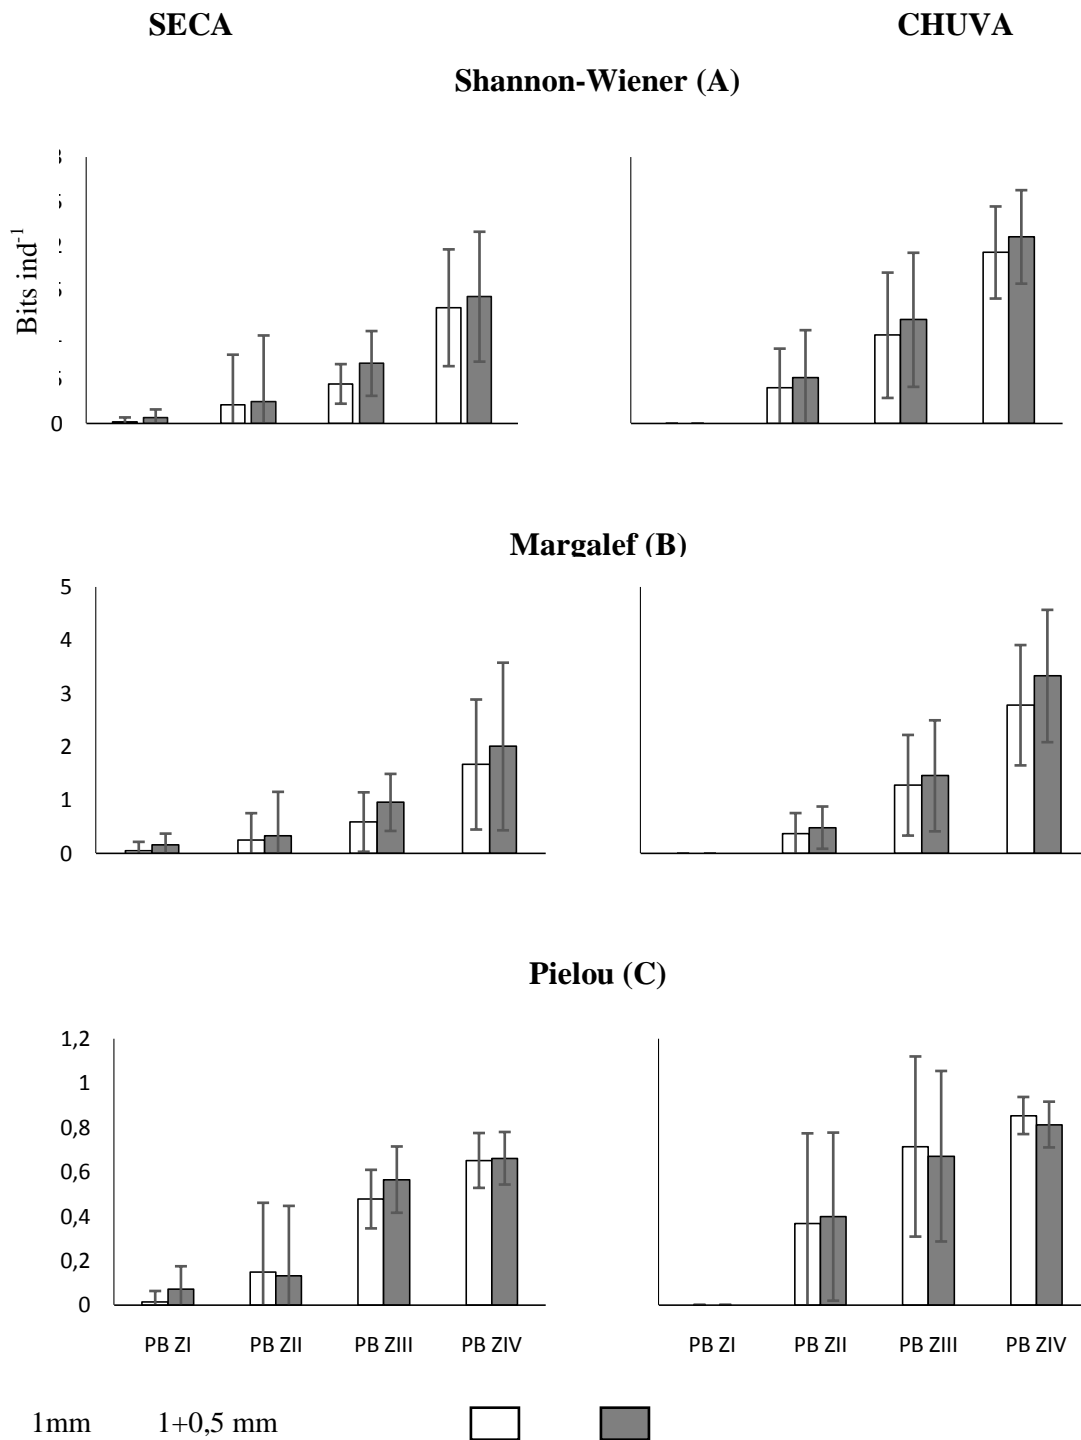 SECA CHUVA
Shannon-Wiener (A)
Bits ind-1
2
0
Margalef (B)
5
4
3
2
1
0
Pielou (C)
1,2
1
0,8
0,6
0,4
0,2
0
PB ZI PB ZII PB ZIII PB ZIV PB ZI PB ZII PB ZIII PB ZIV
1mm 1+0,5 mm